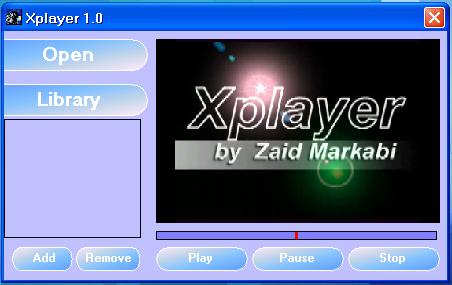 Xplayer 1.0
Open
Library
Xplayer
by Zaid Markabi
Add
Remove
Play
Pause
Stop